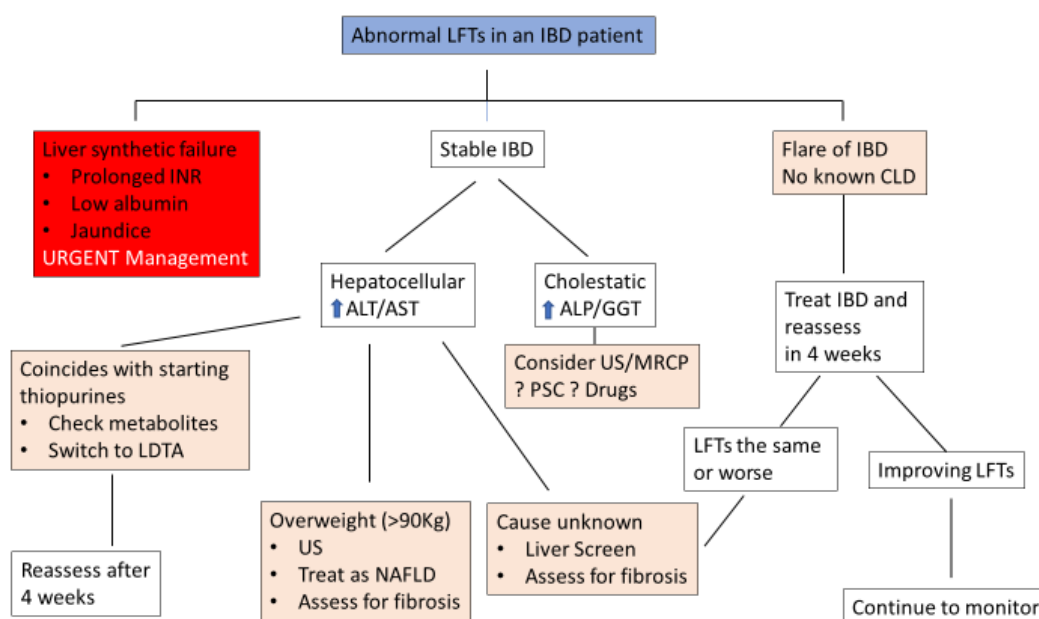 Abnormal LFTs in an IBD patient
Liver synthetic failure
• Prolonged INR
• Low albumin
• Jaundice
URGENT Management
Stable IBD
Flare of IBD
No known CLD
Hepatocellular
⬆ALT/AST
Cholestatic
⬆ ALP/GGT
Treat IBD and
reassess
in 4 weeks
Coincides with starting
thiopurines
• Check metabolites
• Switch to LDTA
Consider US/MRCP
? PSC ? Drugs
LFTs the same
or worse
Improving LFTs
Overweight (>90Kg)
• US
• Treat as NAFLD
• Assess for fibrosis
Cause unknown
• Liver Screen
• Assess for fibrosis
Reassess after
4 weeks
Continue to monitor